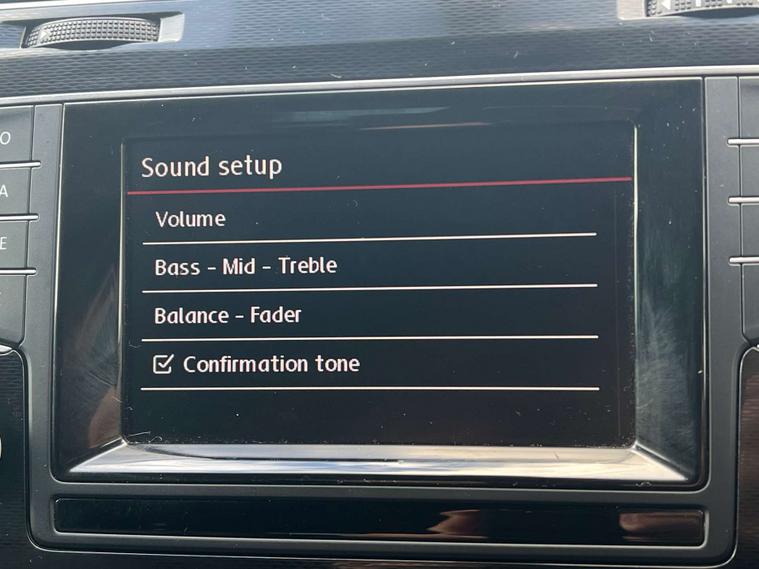 Sound setup
Volume
Bass - Mid - Treble
Balance - Fader
Confirmation tone